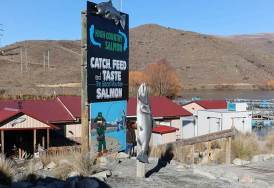 HIGH COUNTRY
SALMON
CATCH, FEED
and TASTE
SALMON